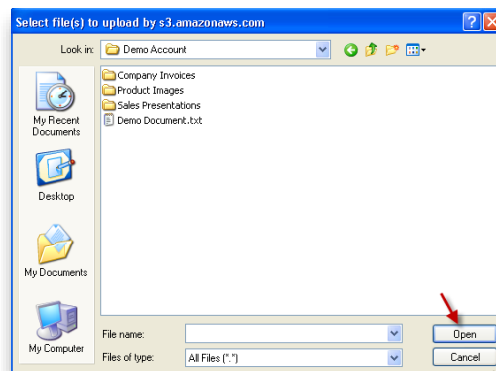 Select file(s) to upload by s3.amazonaws.com
Look in:
Demo Account
Company Invoices
Product Images
Sales Presentations
Demo Document.txt
My Recent
Documents
Desktop
My Documents
My Computer
File name:
Open
Files of type:
All Files (*.*)
Cancel